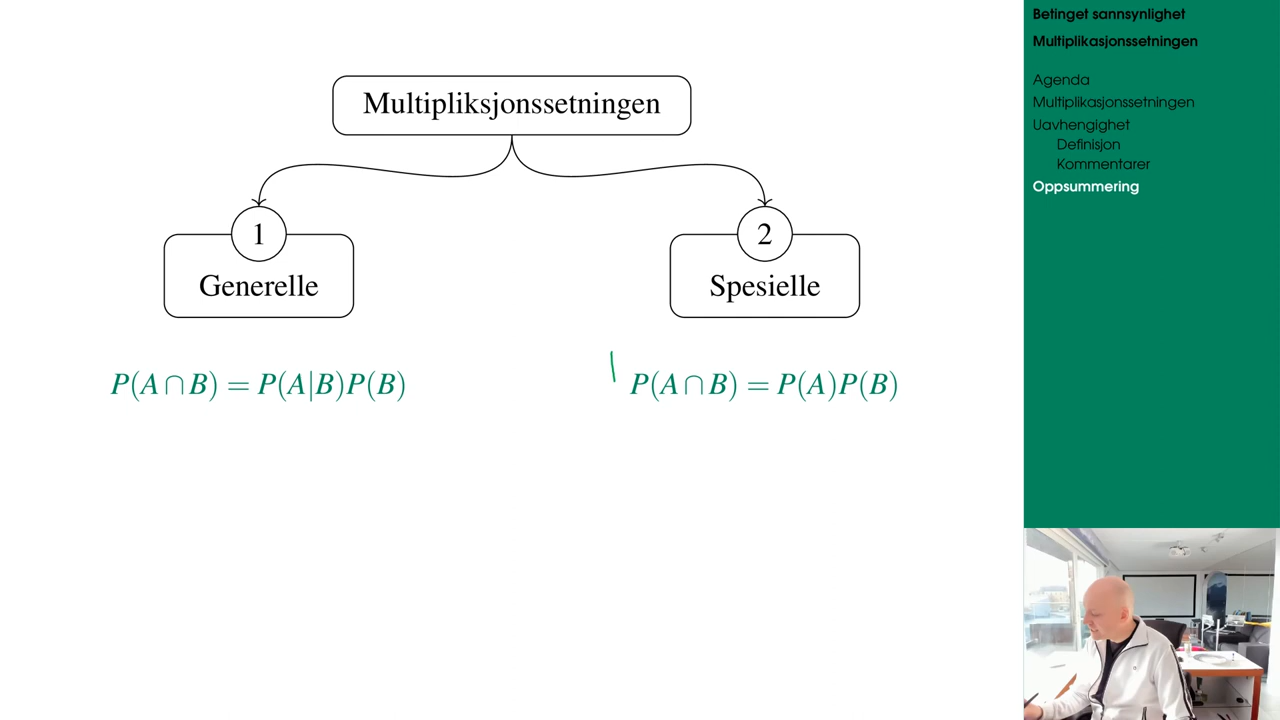 Multipliksjonssetningen
1
Generelle
2
Spesielle
P(A ∩ B) = P(A|B)P(B)
P(A ∩ B) = P(A)P(B)
Betinget sannsynlighet
Multiplikasjonssetningen
Agenda
Multiplikasjonssetningen
Uavhengighet
Definisjon
Kommentarer
Oppsummering